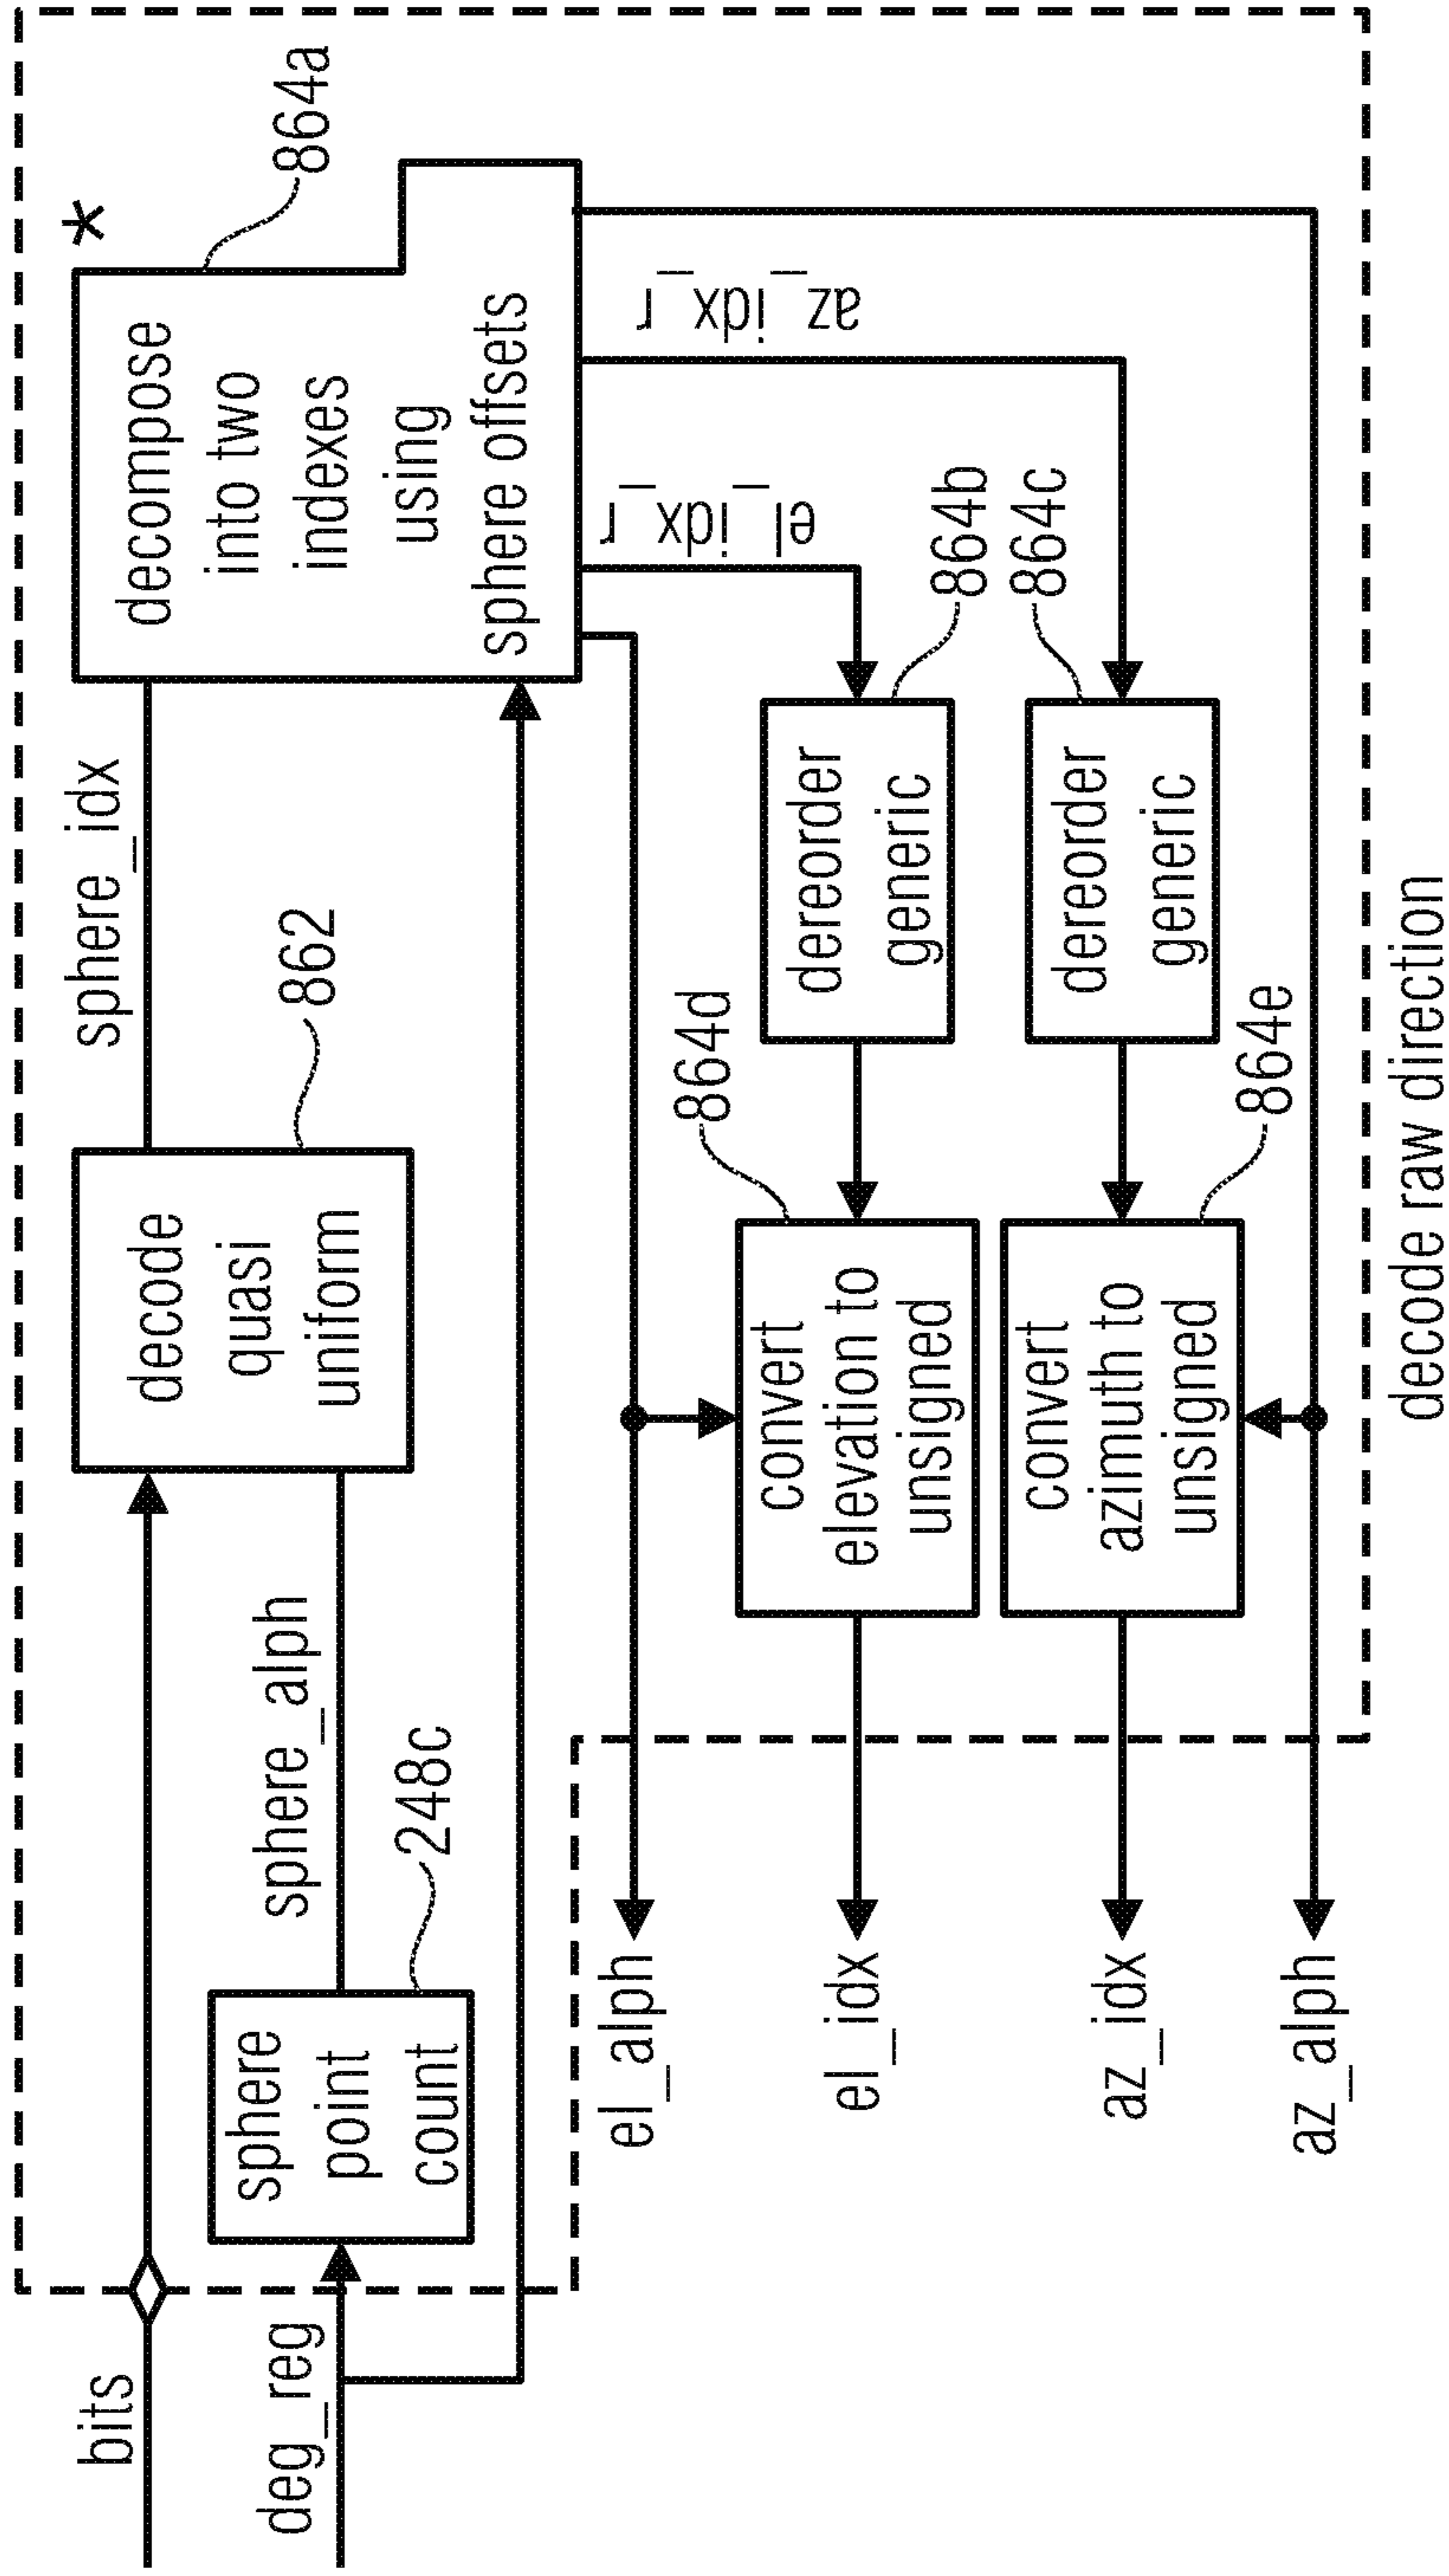 bits
deg_reg
sphere
point
count
248c
sphere_alph
decode
quasi
uniform
862
sphere_idx
decompose
into two
indexes
using
sphere offsets
*
864a
el_idx_r
az_idx_r
dereorder
generic
864b
dereorder
generic
864c
convert
elevation to
unsigned
864d
convert
azimuth to
unsigned
864e
el_alph
el_idx
az_idx
az_alph
decode raw direction